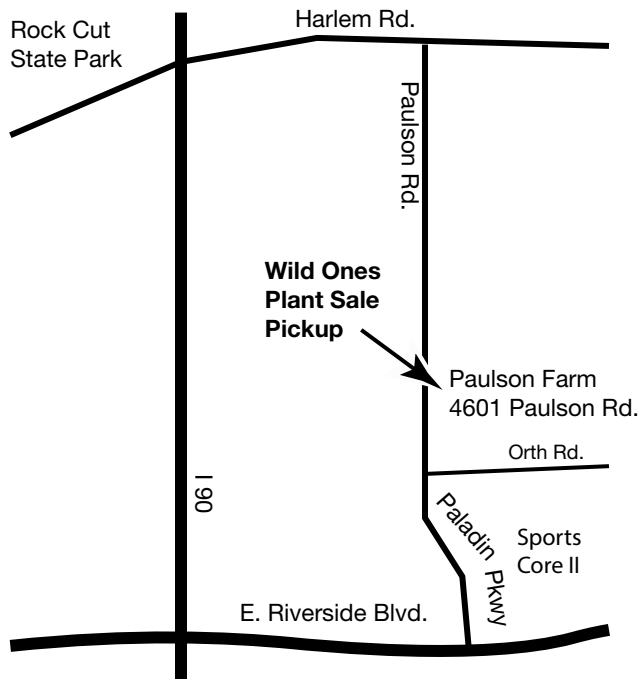 Rock Cut
State Park
Harlem Rd.
Paulson Rd.
Wild Ones
Plant Sale
Pickup
Paulson Farm
4601 Paulson Rd.
Orth Rd.
I 90
Paladin Pkwy
Sports
Core II
E. Riverside Blvd.